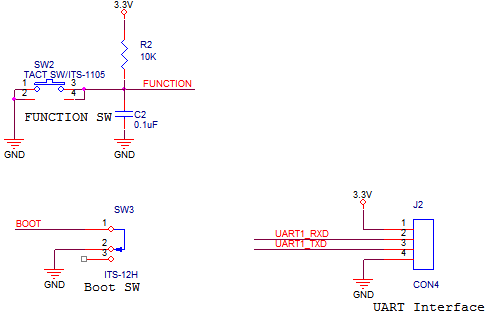 3.3V
R2
10K
SW2
TACT SW/ITS-1105
1 3
2 4
FUNCTION
C2
0.1uF
FUNCTION SW
GND GND
3.3V
J2
SW3
BOOT
1
2
3
ITS-12H
GND
Boot SW
UART1_RXD
UART1_TXD
1
2
3
4
GND
CON4
UART Interface